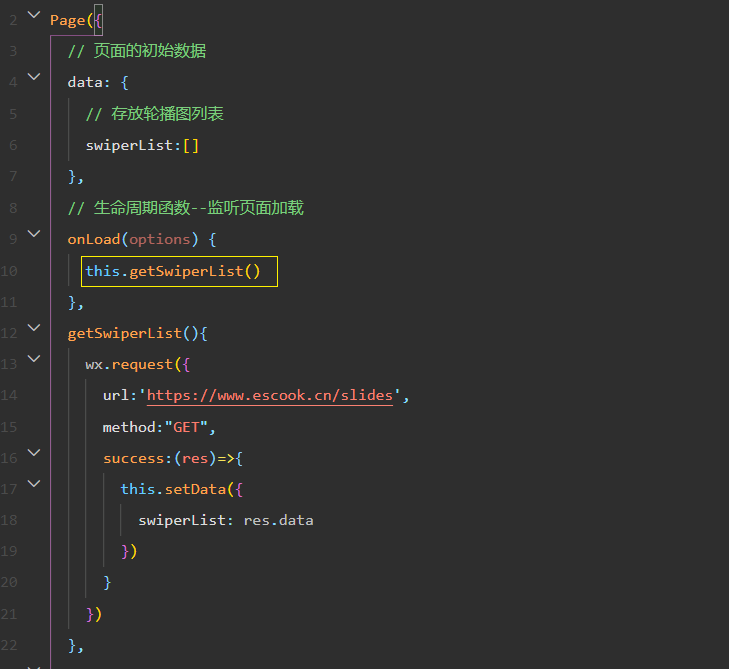 2 Page({
3 // 页面的初始数据
4 data: {
5 // 存放轮播图列表
6 swiperList:[]
7 },
8 // 生命周期函数--监听页面加载
9 onLoad(options) {
10 this.getSwiperList()
11 },
12 getSwiperList(){
13 wx.request({
14 url:'https://www.escook.cn/slides',
15 method:"GET",
16 success:(res)=>{
17 this.setData({
18 swiperList: res.data
19 })
20 }
21 })
22 },